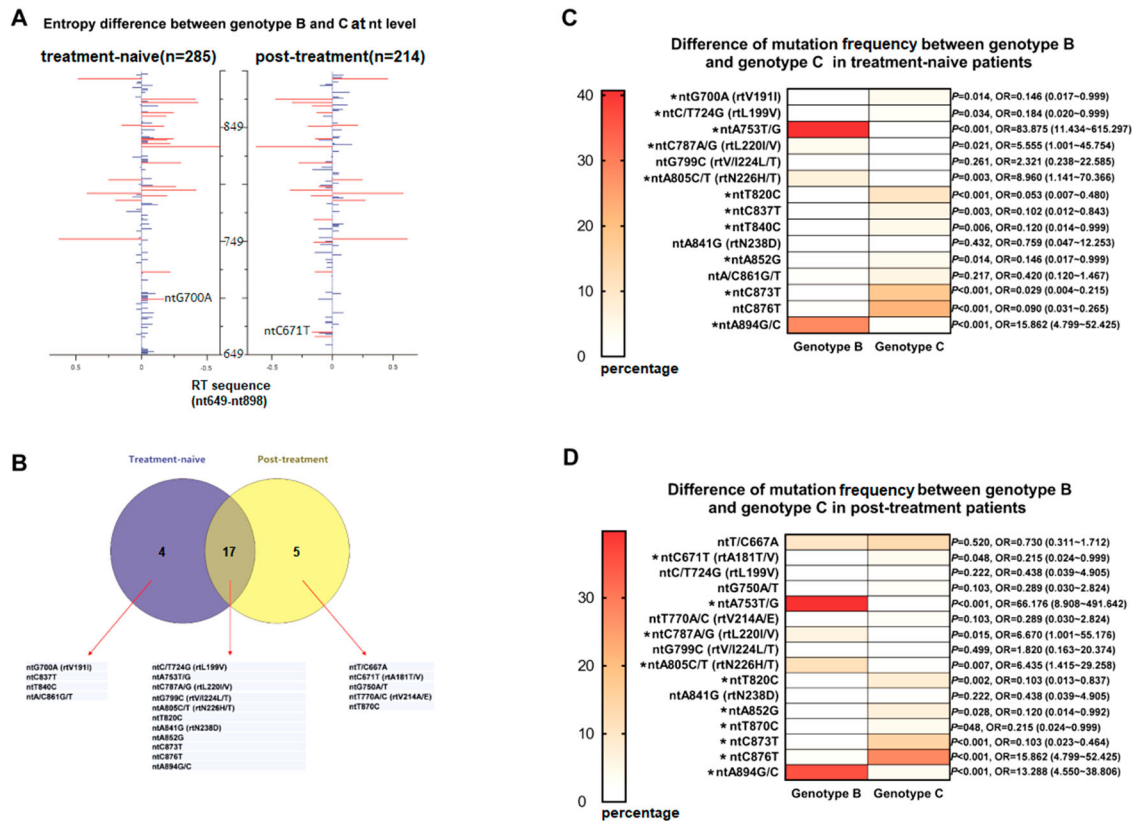 A
Entropy difference between genotype B and C at nt level
treatment-naive(n=285)
post-treatment(n=214)
849
749
649
ntG700A
ntC671T
-0.5
0
0.5
-0.5
0
0.5
RT sequence
(nt649-nt898)
B
Treatment-naive
Post-treatment
4
17
5
ntG700A (rtV191I)
ntC837T
ntT840C
ntA/C861G/T
ntC/T724G (rtL199V)
ntA753T/G
ntC787A/G (rtL220I/V)
ntG799C (rtV/I224L/T)
ntA805C/T (rtN226H/T)
ntT820C
ntA841G (rtN238D)
ntA852G
ntC873T
ntC876T
ntA894G/C
ntT/C667A
ntC671T (rtA181T/V)
ntG750A/T
ntT770A/C (rtV214A/E)
ntT870C
C
Difference of mutation frequency between genotype B
and genotype C in treatment-naive patients
40
30
20
10
0
percentage
*ntG700A (rtV191I) P=0.014, OR=0.146 (0.017~0.999)
*ntC/T724G (rtL199V) P=0.034, OR=0.184 (0.020~0.999)
*ntA753T/G P<0.001, OR=83.875 (11.434~615.297)
*ntC787A/G (rtL220I/V) P=0.021, OR=5.555 (1.001~45.754)
ntG799C (rtV/I224L/T) P=0.261, OR=2.321 (0.238~22.585)
*ntA805C/T (rtN226H/T) P=0.003, OR=8.960 (1.141~70.366)
*ntT820C P<0.001, OR=0.053 (0.007~0.480)
*ntC837T P=0.003, OR=0.102 (0.012~0.843)
*ntT840C P=0.006, OR=0.120 (0.014~0.999)
ntA841G (rtN238D) P=0.432, OR=0.759 (0.047~12.253)
*ntA852G P=0.014, OR=0.146 (0.017~0.999)
ntA/C861G/T P=0.217, OR=0.420 (0.120~1.467)
*ntC873T P<0.001, OR=0.029 (0.004~0.215)
ntC876T P<0.001, OR=0.090 (0.031~0.265)
*ntA894G/C P<0.001, OR=15.862 (4.799~52.425)
Genotype B Genotype C
D
Difference of mutation frequency between genotype B
and genotype C in post-treatment patients
30
20
10
0
percentage
ntT/C667A P=0.520, OR=0.730 (0.311~1.712)
*ntC671T (rtA181T/V) P=0.048, OR=0.215 (0.024~0.999)
ntC/T724G (rtL199V) P=0.222, OR=0.438 (0.039~4.905)
ntG750A/T P=0.103, OR=0.289 (0.030~2.824)
*ntA753T/G P<0.001, OR=66.176 (8.908~491.642)
ntT770A/C (rtV214A/E) P=0.103, OR=0.289 (0.030~2.824)
*ntC787A/G (rtL220I/V) P=0.015, OR=6.670 (1.001~55.176)
ntG799C (rtV/I224L/T) P=0.499, OR=1.820 (0.163~20.374)
*ntA805C/T (rtN226H/T) P=0.007, OR=6.435 (1.415~29.258)
*ntT820C P=0.002, OR=0.103 (0.013~0.837)
ntA841G (rtN238D) P=0.222, OR=0.438 (0.039~4.905)
*ntA852G P=0.028, OR=0.120 (0.014~0.992)
*ntT870C P=048, OR=0.215 (0.024~0.999)
*ntC873T P<0.001, OR=0.103 (0.023~0.464)
*ntC876T P<0.001, OR=15.862 (4.799~52.425)
*ntA894G/C P<0.001, OR=13.288 (4.550~38.806)
Genotype B Genotype C